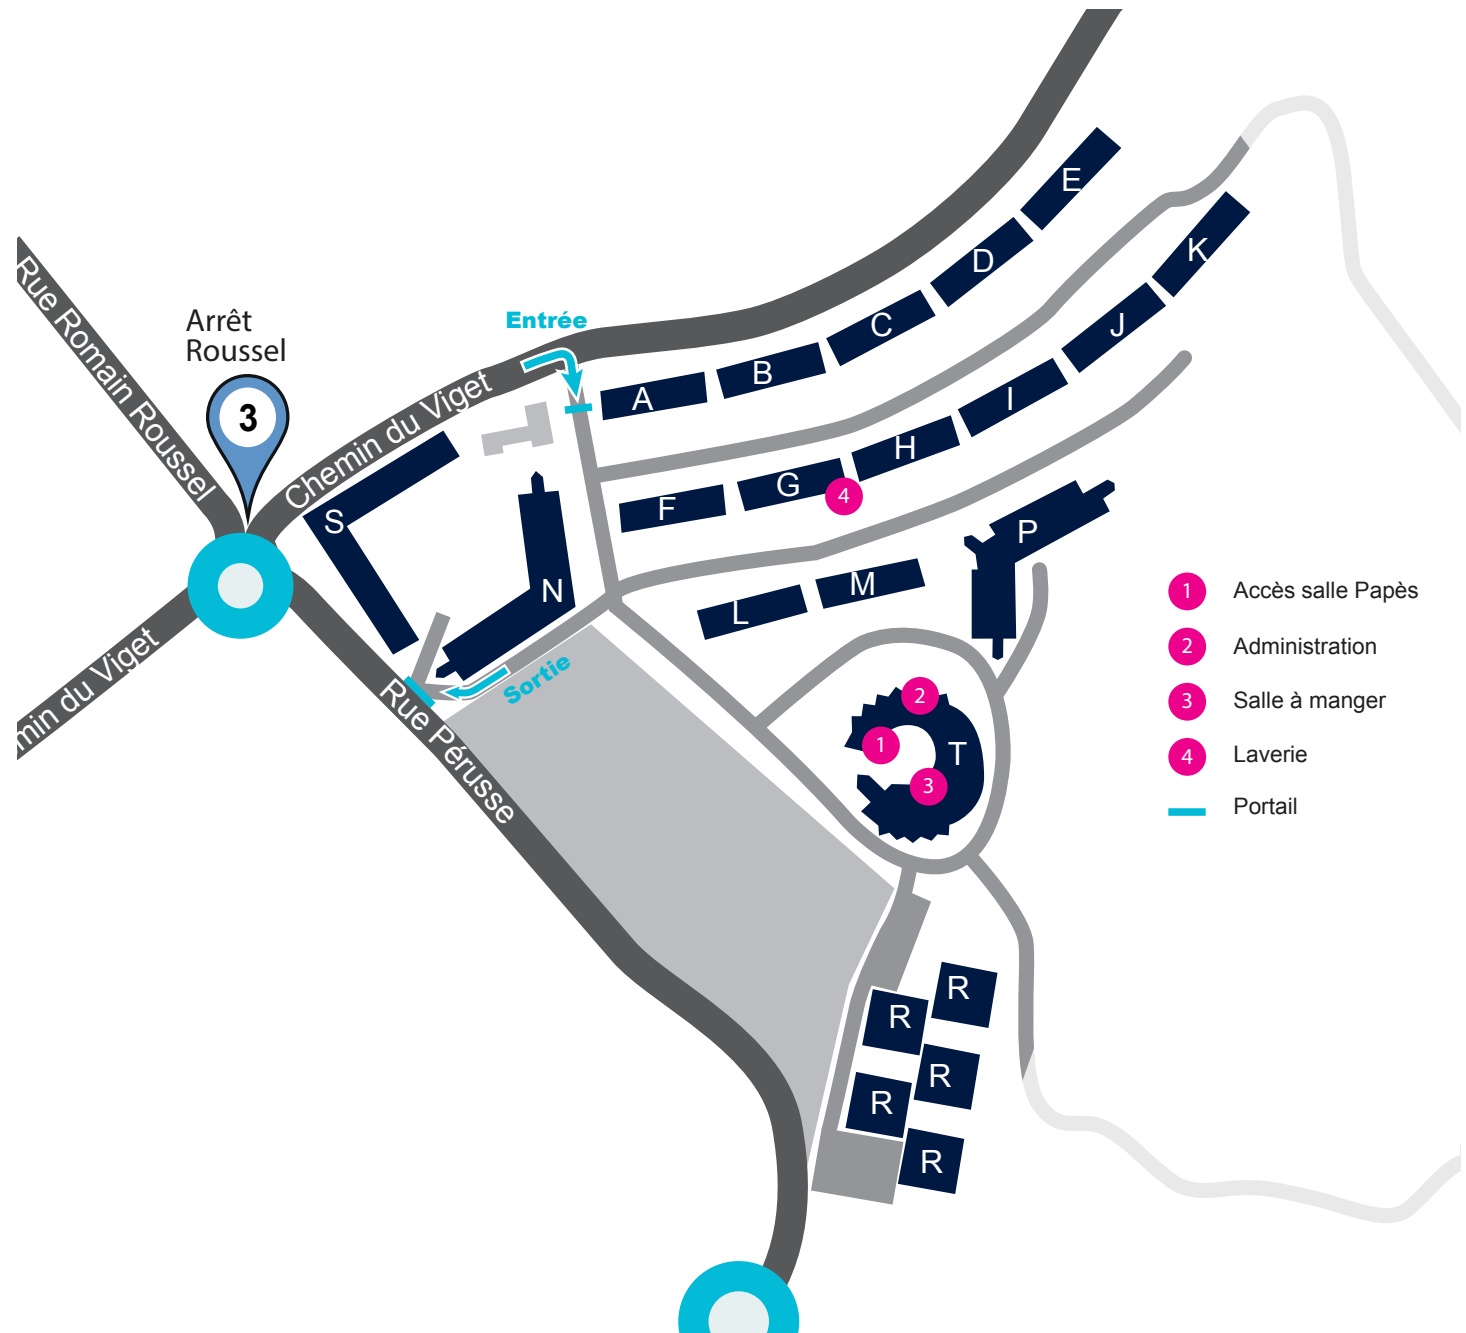 E
D
K
C
J
Entrée
Arrêt
Roussel
B
I
A
Rue Romain Roussel
3
Chemin du Viget
H
G
4
F
S
P
N
M
L
1
Accès salle Papès
2
Administration
3
Salle à manger
4
Laverie
Portail
min du Viget
Sortie
Rue Pérusse
2
1
T
3
R
R
R
R
R